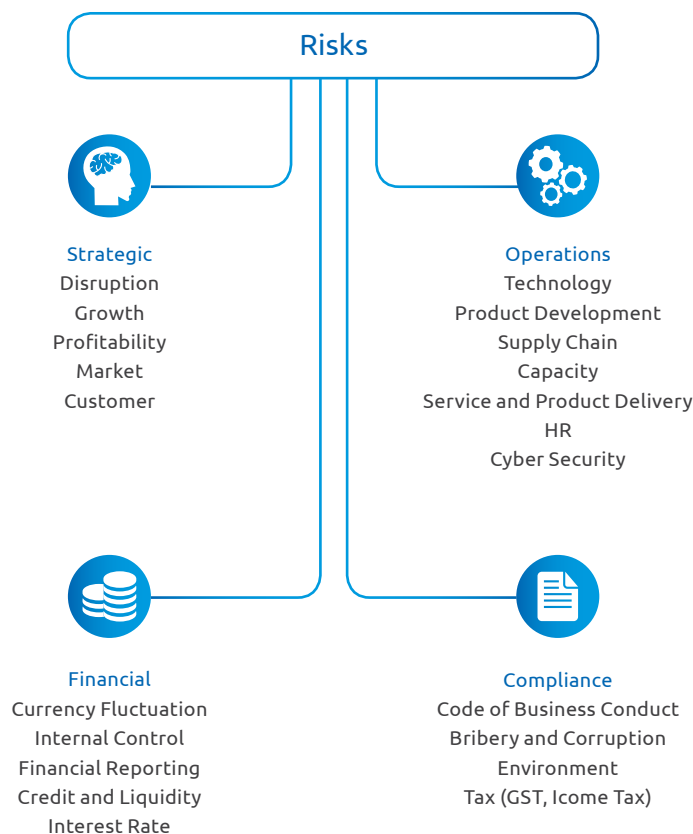 Risks
Strategic
Disruption
Growth
Profitability
Market
Customer
Operations
Technology
Product Development
Supply Chain
Capacity
Service and Product Delivery
HR
Cyber Security
Financial
Currency Fluctuation
Internal Control
Financial Reporting
Credit and Liquidity
Interest Rate
Compliance
Code of Business Conduct
Bribery and Corruption
Environment
Tax (GST, Icome Tax)